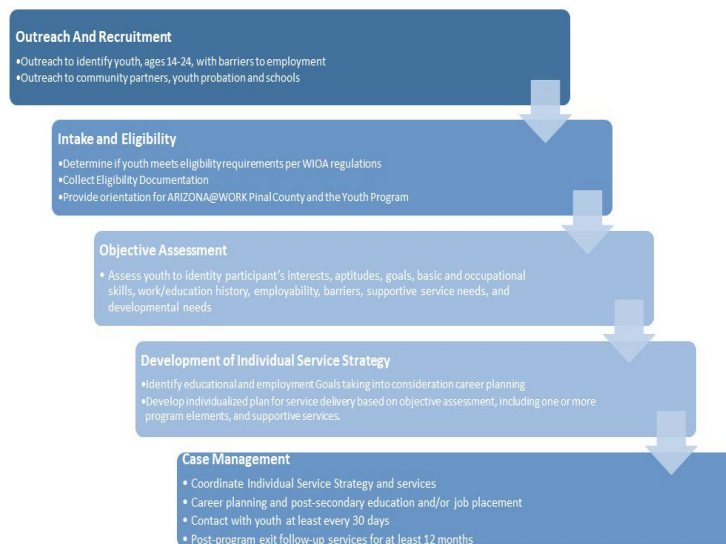 Outreach And Recruitment
•Outreach to identify youth, ages 14-24, with barriers to employment
•Outreach to community partners, youth probation and schools
Intake and Eligibility
•Determine if youth meets eligibility requirements per WIOA regulations
•Collect Eligibility Documentation
•Provide orientation for ARIZONA@WORK Pinal County and the Youth Program
Objective Assessment
• Assess youth to identity participant's interests, aptitudes, goals, basic and occupational
skills, work/education history, employability, barriers, supportive service needs, and
developmental needs
Development of Individual Service Strategy
•Identify educational and employment Goals taking into consideration career planning
•Develop individualized plan for service delivery based on objective assessment, including one or more
program elements, and supportive services.
Case Management
• Coordinate Individual Service Strategy and services
• Career planning and post-secondary education and/or job placement
• Contact with youth at least every 30 days
• Post-program exit follow-up services for at least 12 months